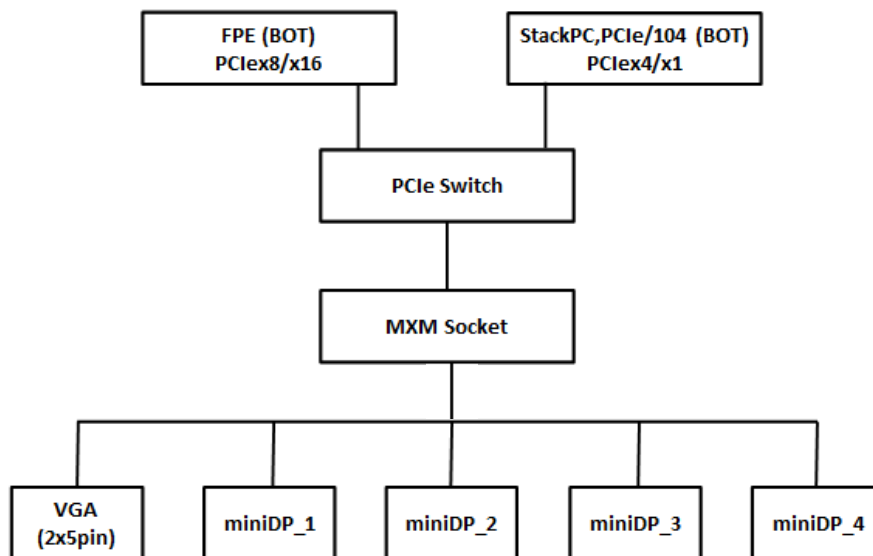 FPE (BOT)
PCIex8/x16
StackPC,PCIe/104 (BOT)
PCIex4/x1
PCIe Switch
MXM Socket
VGA
(2x5pin)
miniDP_1
miniDP_2
miniDP_3
miniDP_4